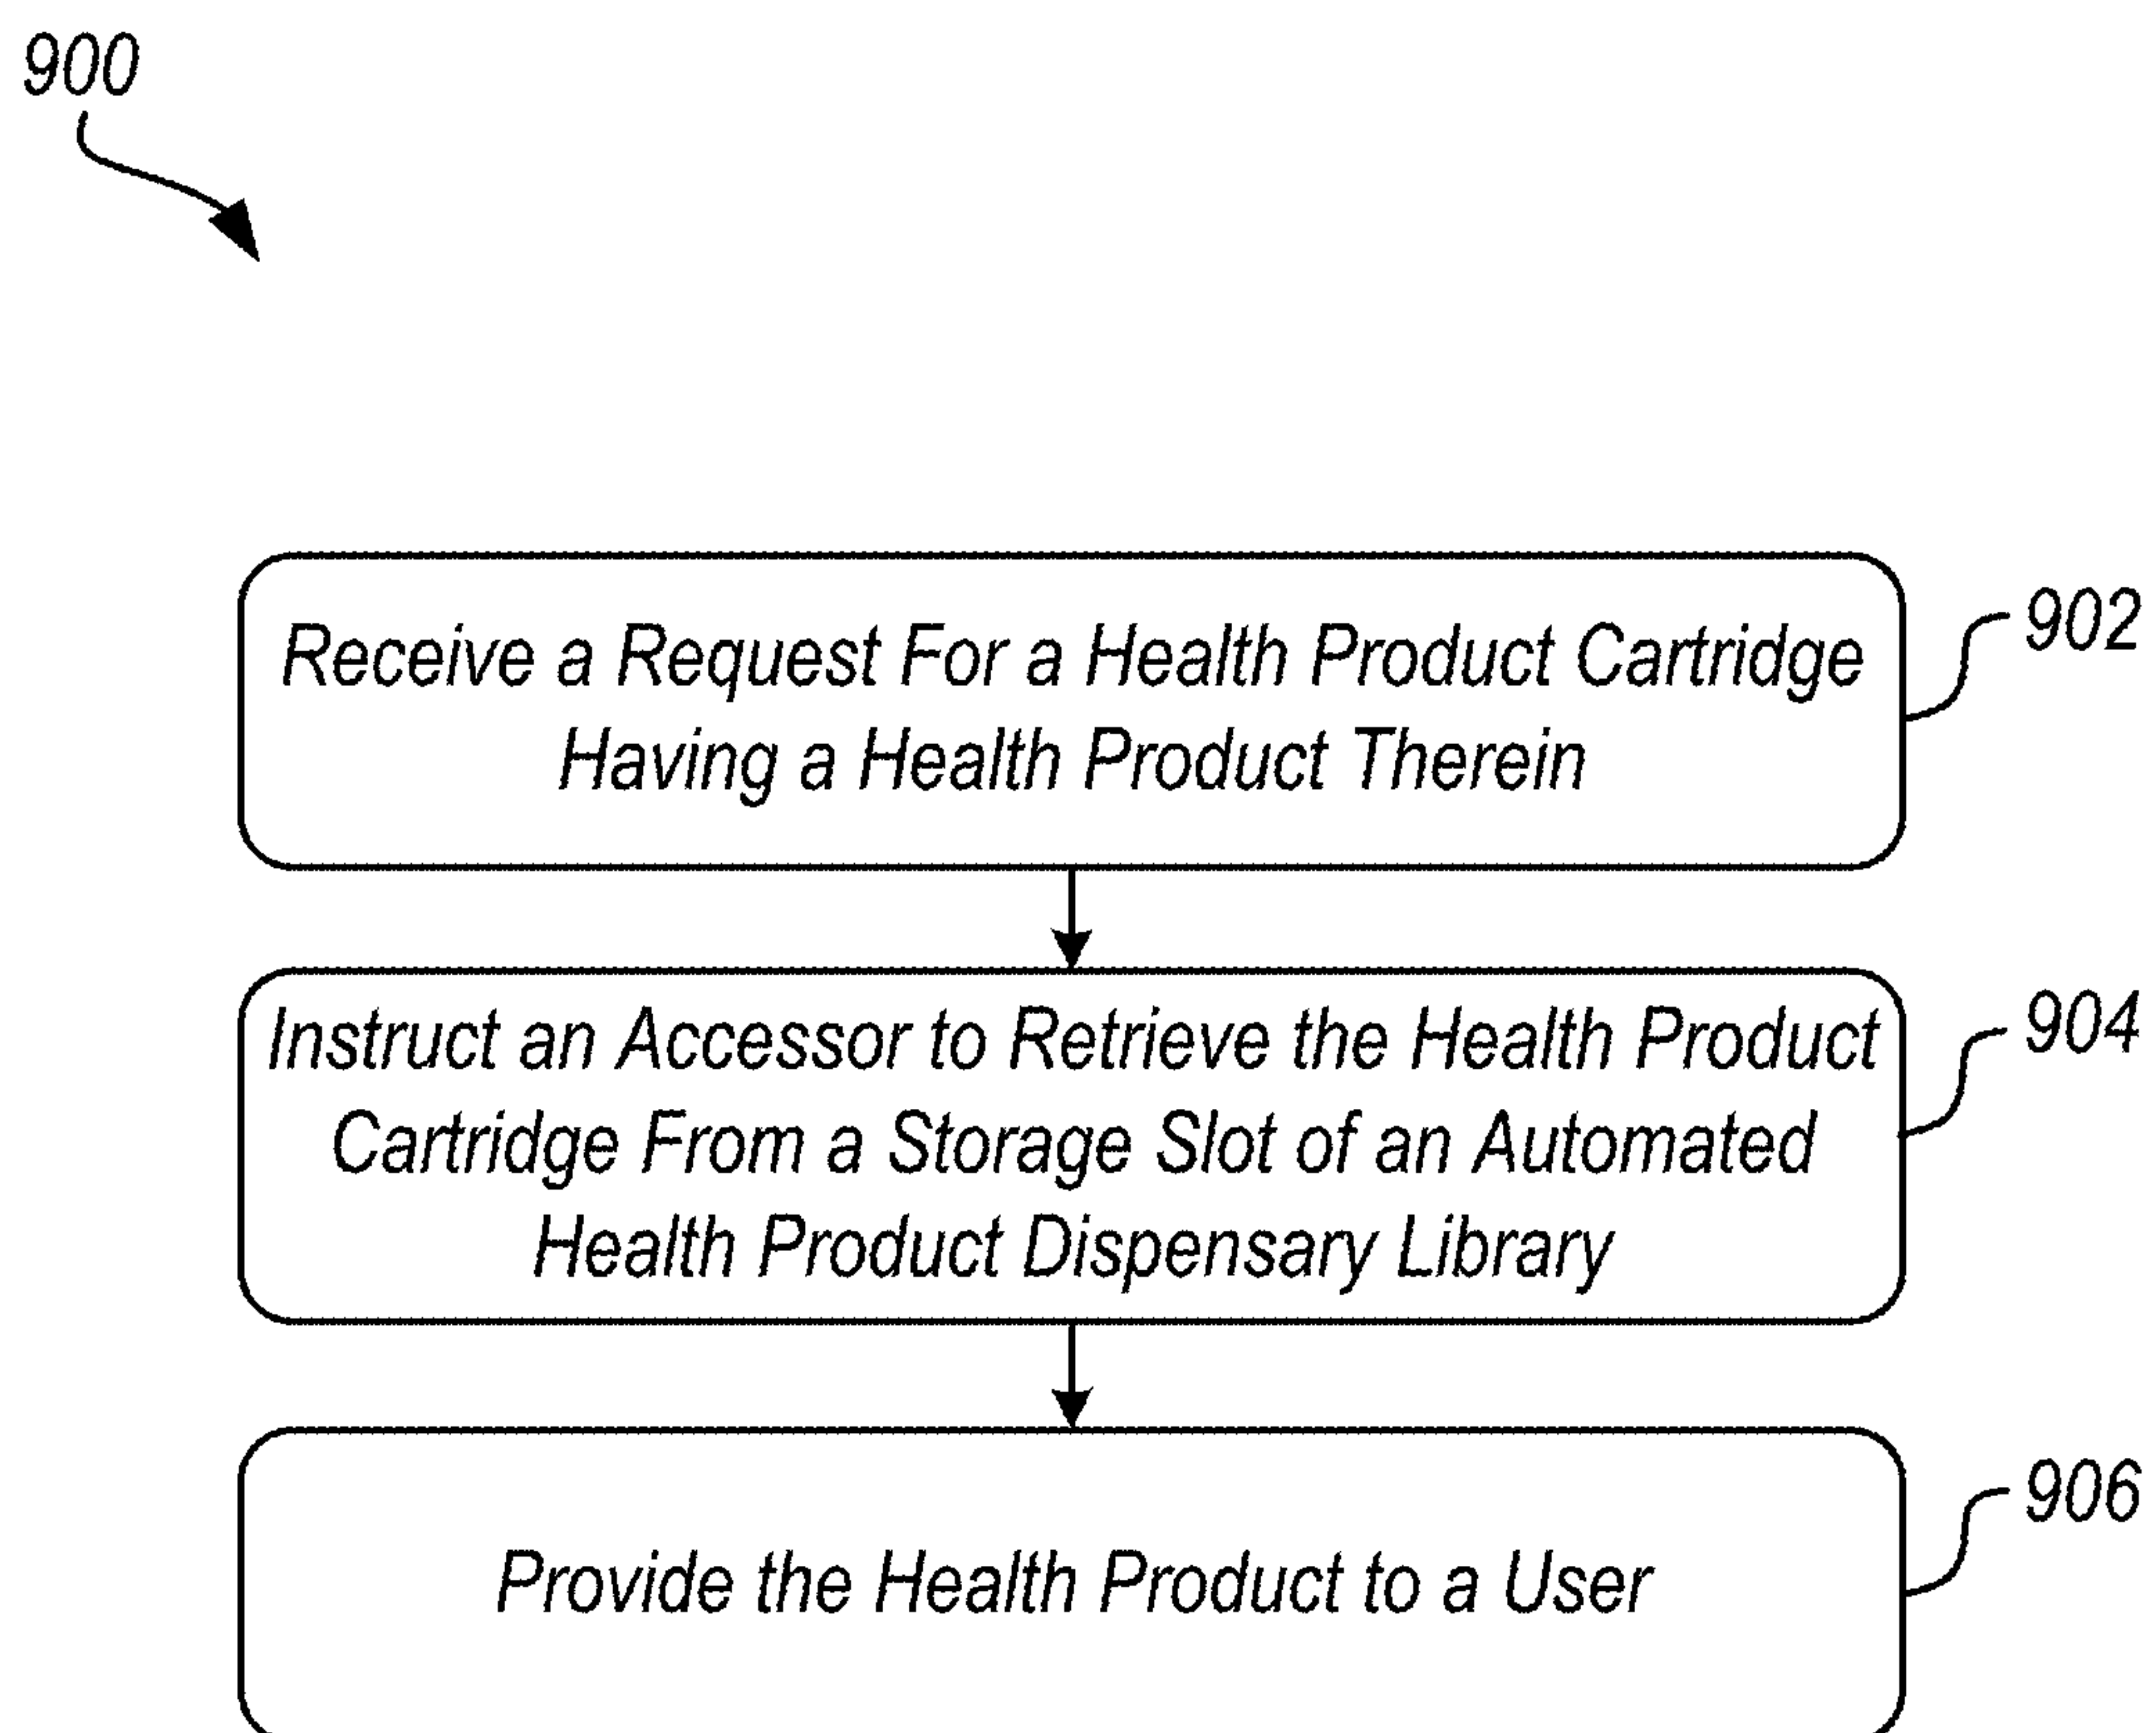 900
Receive a Request For a Health Product Cartridge
Having a Health Product Therein
902
Instruct an Accessor to Retrieve the Health Product
Cartridge From a Storage Slot of an Automated
Health Product Dispensary Library
904
Provide the Health Product to a User
906